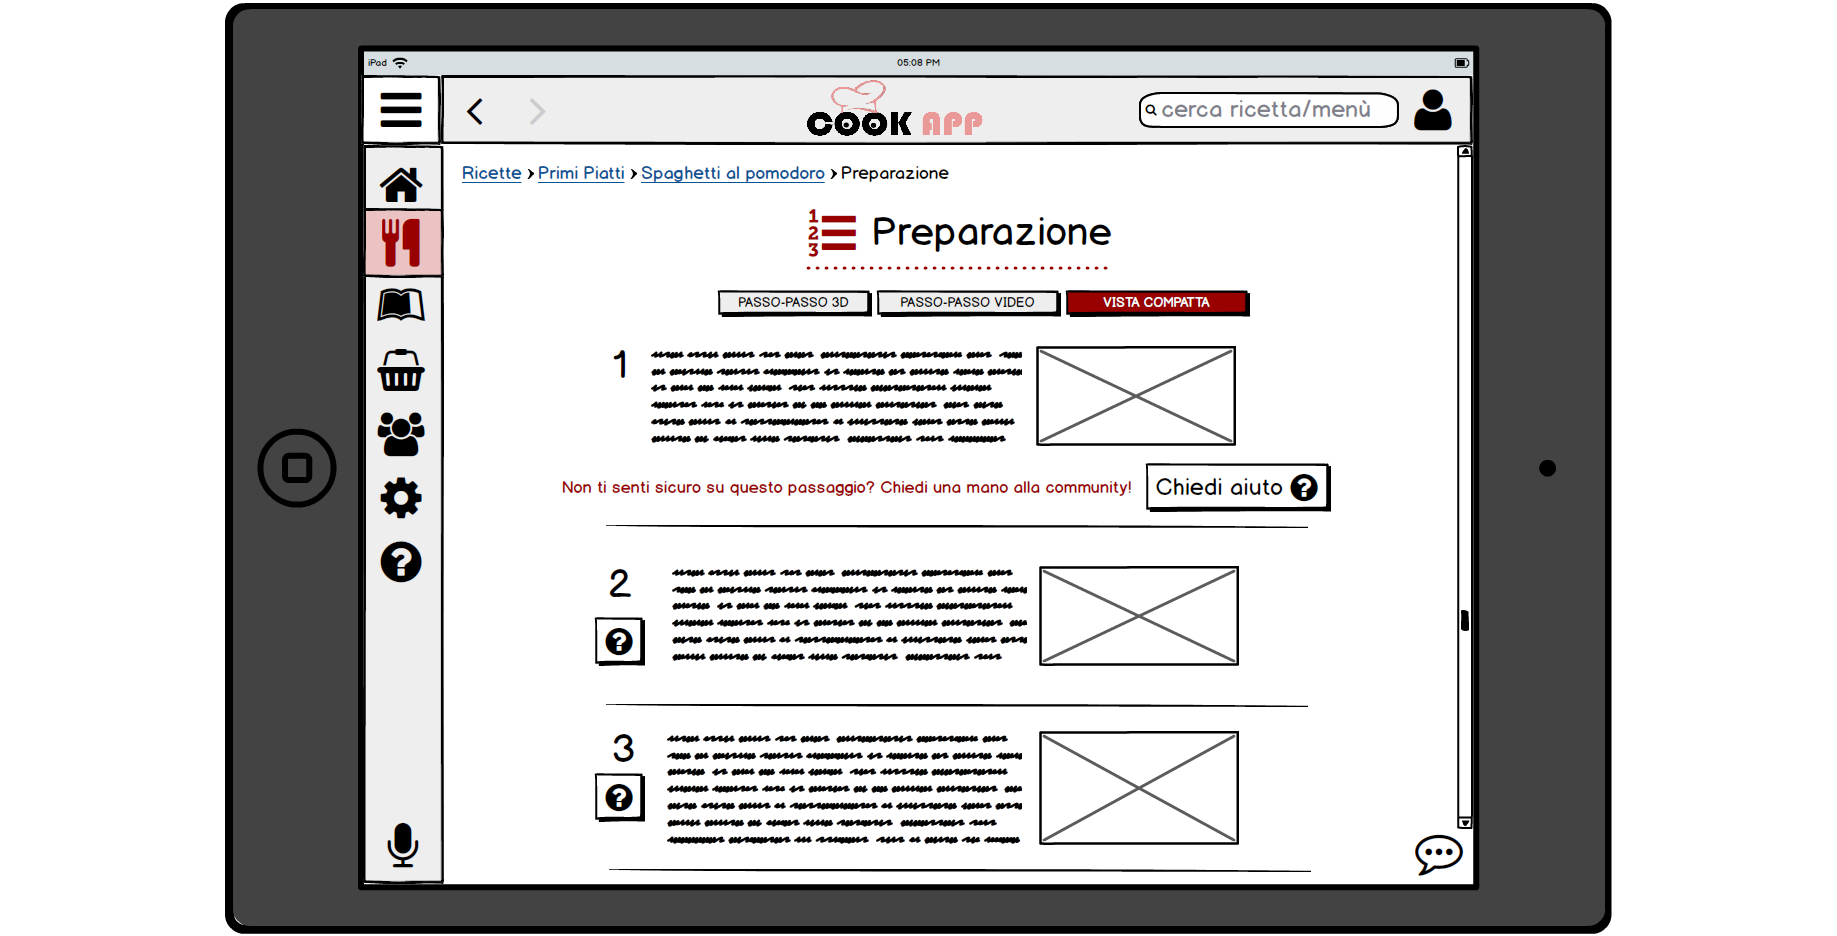 iPad
05:08 PM
COOK APP
cerca ricetta/menù
Ricette › Primi Piatti › Spaghetti al pomodoro › Preparazione
1
2
3
Preparazione
PASSO-PASSO 3D
PASSO-PASSO VIDEO
VISTA COMPATTA
1
Non ti senti sicuro su questo passaggio? Chiedi una mano alla community!
Chiedi aiuto ?
2
?
3
?
?